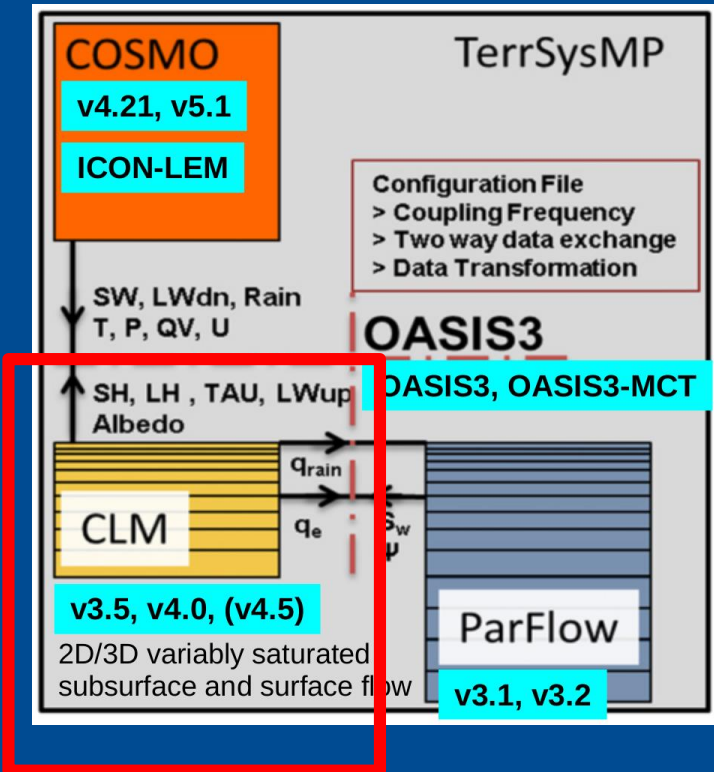 COSMO
TerrSysMP
v4.21, v5.1
ICON-LEM
Configuration File
> Coupling Frequency
> Two way data exchange
> Data Transformation
SW, LWdn, Rain
T, P, QV, U
OASIS3
OASIS3, OASIS3-MCT
SH, LH , TAU, LWup
Albedo
qrain
CLM
qe
Sw
Ψ
v3.5, v4.0, (v4.5)
ParFlow
2D/3D variably saturated
subsurface and surface flow
v3.1, v3.2